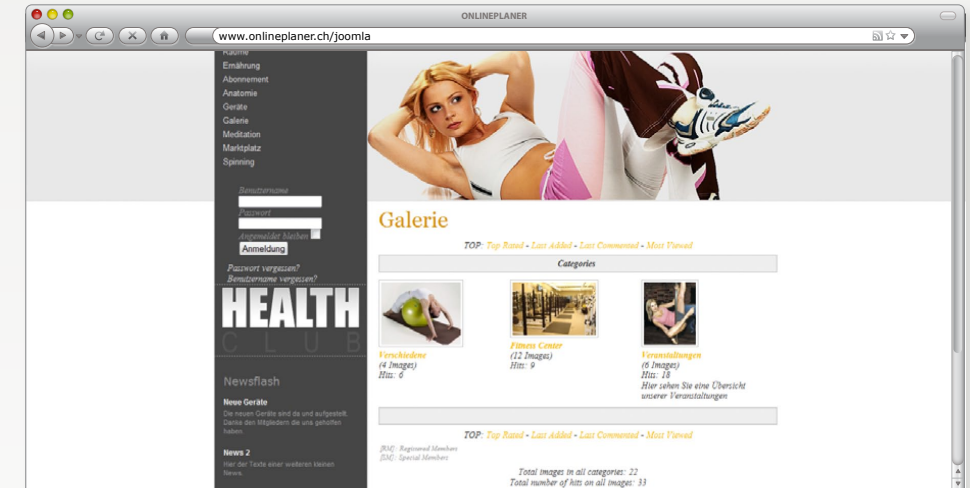 ONLINEPLANER
www.onlineplaner.ch/joomla
Räume
Ernährung
Abonnement
Anatomie
Geräte
Galerie
Meditation
Marktplatz
Spinning
Benutzername
Passwort
Angemeldet bleiben
Anmeldung
Passwort vergessen?
Benutzername vergessen?
HEALTH
CLUB
Newsflash
Neue Geräte
Die neuen Geräte sind da und aufgestellt.
Danke den Mitgliedern die uns geholfen
haben.
News 2
Hier der Texte einer weiteren kleinen
News.
Galerie
TOP: Top Rated - Last Added - Last Commented - Most Viewed
Categories
Verschiedene
(4 Images)
Hits: 6
Fitness Center
(12 Images)
Hits: 9
Veranstaltungen
(6 Images)
Hits: 18
Hier sehen Sie eine Übersicht
unserer Veranstaltungen
TOP: Top Rated - Last Added - Last Commented - Most Viewed
[RM]: Registered Members
[SM]: Special Members
Total images in all categories: 22
Total number of hits on all images: 33